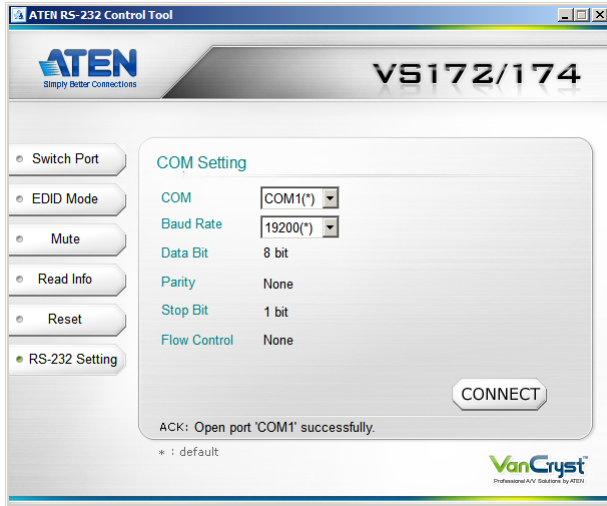 ATEN RS-232 Control Tool
ATEN
Simply Better Connections
VS172/174
Switch Port
EDID Mode
Mute
Read Info
Reset
RS-232 Setting
COM Setting
COM COM1(*)
Baud Rate 19200(*)
Data Bit 8 bit
Parity None
Stop Bit 1 bit
Flow Control None
CONNECT
ACK: Open port 'COM1' successfully.
* : default
VanCryst™
Professional A/V Solutions by ATEN